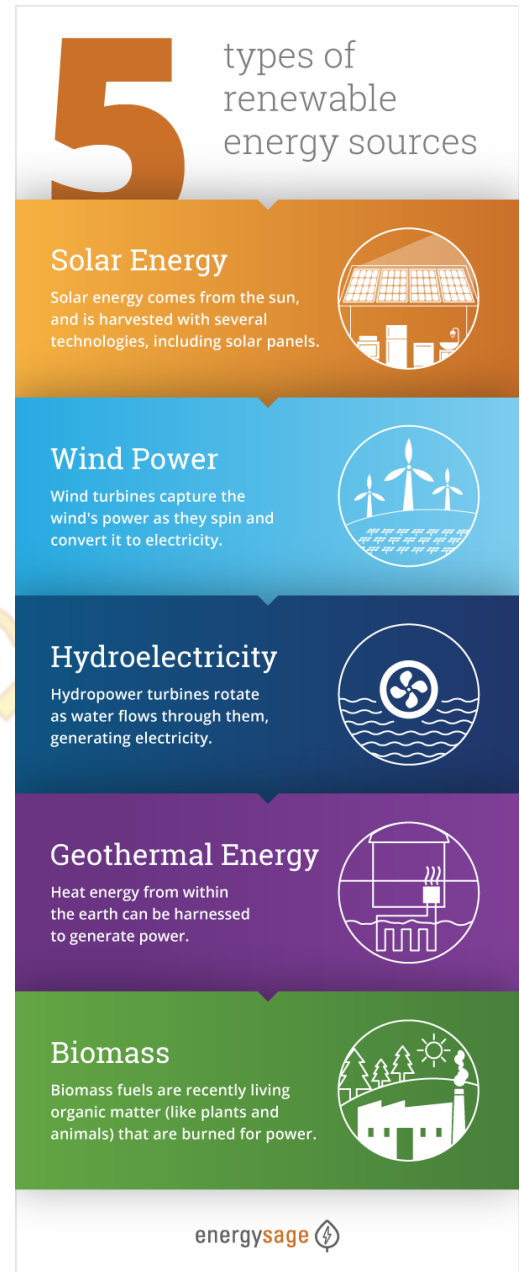 5
types of
renewable
energy sources
Solar Energy
Solar energy comes from the sun,
and is harvested with several
technologies, including solar panels.
Wind Power
Wind turbines capture the
wind's power as they spin and
convert it to electricity.
Hydroelectricity
Hydropower turbines rotate
as water flows through them,
generating electricity.
Geothermal Energy
Heat energy from within
the earth can be harnessed
to generate power.
Biomass
Biomass fuels are recently living
organic matter (like plants and
animals) that are burned for power.
energysage